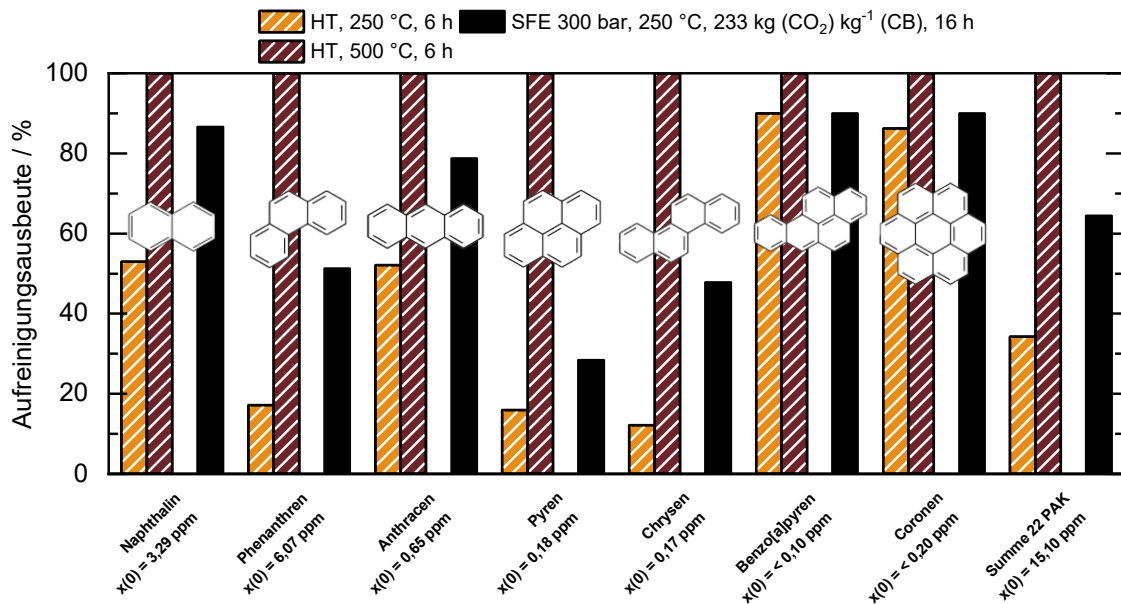 HT, 250 °C, 6 h
SFE 300 bar, 250 °C, 233 kg (CO₂) kg⁻¹ (CB), 16 h
HT, 500 °C, 6 h
Aufreinigungsausbeute / %
100
80
60
40
20
0
Naphthalin
x(0) = 3,29 ppm
Phenanthren
x(0) = 6,07 ppm
Anthracen
x(0) = 0,65 ppm
Pyren
x(0) = 0,18 ppm
Chrysen
x(0) = 0,17 ppm
Benzo[a]pyren
x(0) = < 0,10 ppm
Coronen
x(0) = < 0,20 ppm
Summe 22 PAK
x(0) = 15,10 ppm